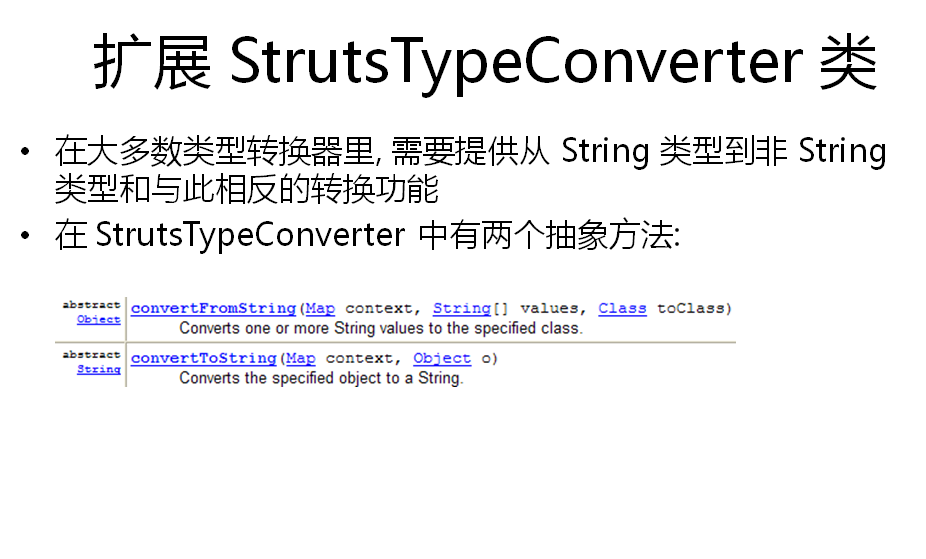 扩展 StrutsTypeConverter 类
• 在大多数类型转换器里, 需要提供从 String 类型到非 String
类型和与此相反的转换功能
• 在 StrutsTypeConverter 中有两个抽象方法:
abstract convertFromString(Map context, String[] values, Class toClass)
Object Converts one or more String values to the specified class.
abstract convertToString(Map context, Object o)
String Converts the specified object to a String.